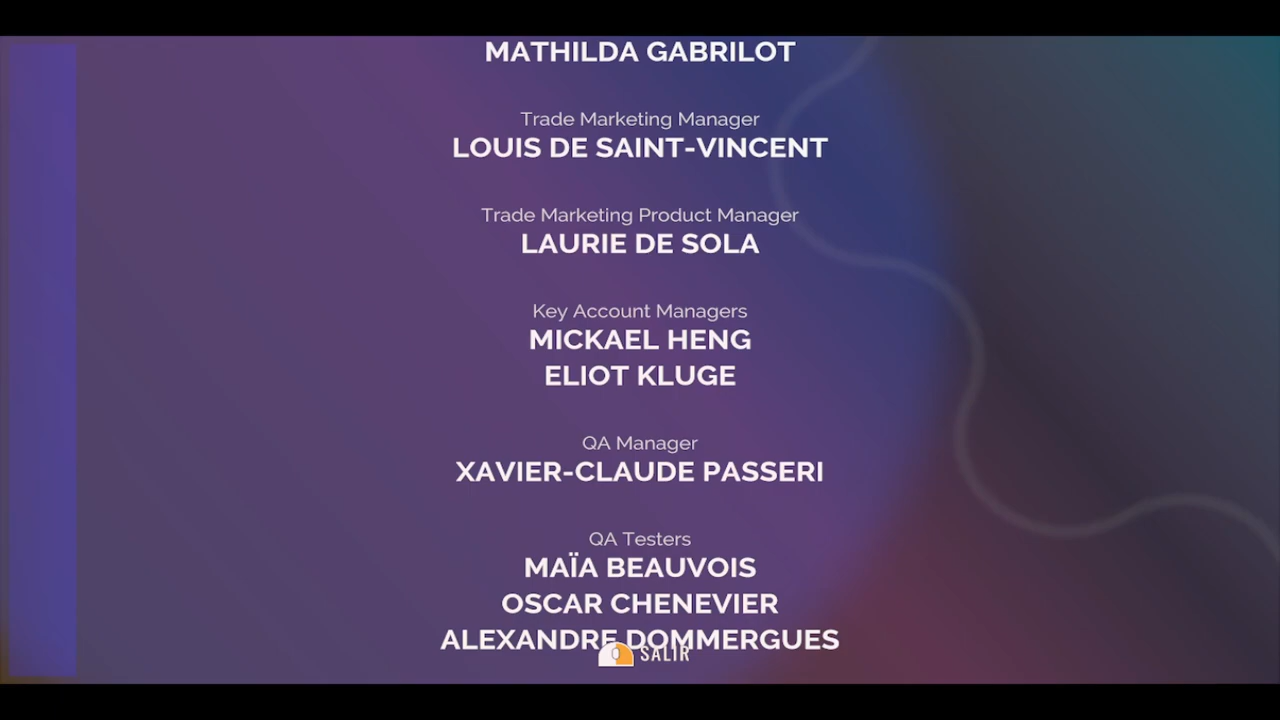 MATHILDA GABRILOT
Trade Marketing Manager
LOUIS DE SAINT-VINCENT
Trade Marketing Product Manager
LAURIE DE SOLA
Key Account Managers
MICKAEL HENG
ELIOT KLUGE
QA Manager
XAVIER-CLAUDE PASSERI
QA Testers
MAÏA BEAUVOIS
OSCAR CHENEVIER
ALEXANDRE DOMMERGUES
SALIR